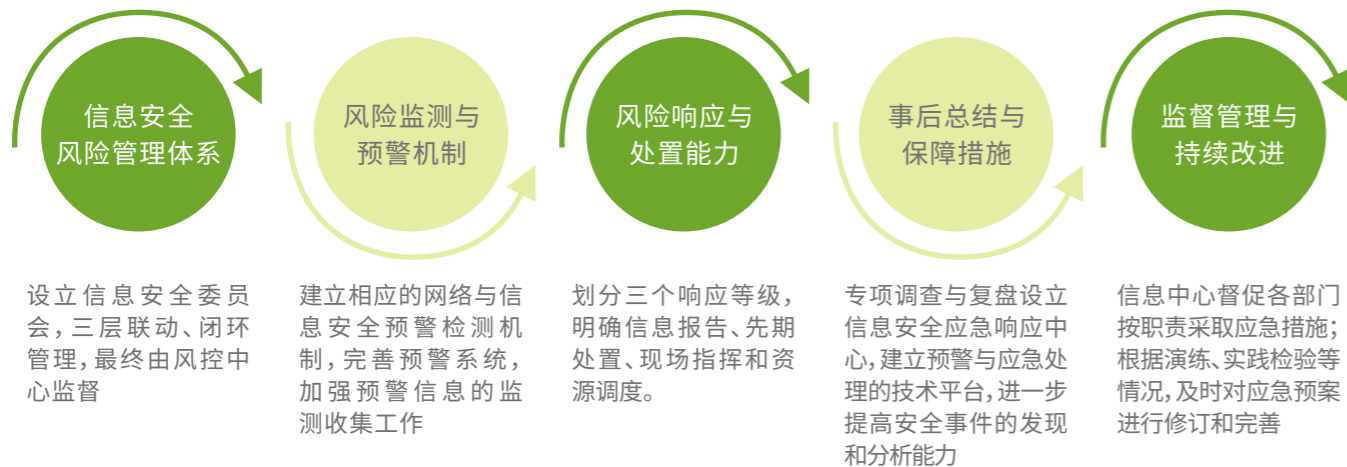 信息安全
风险管理体系
风险监测与
预警机制
风险响应与
处置能力
事后总结与
保障措施
监督管理与
持续改进
设立信息安全委员
会，三层联动、闭环
管理，最终由风控中
心监督
建立相应的网络与信
息安全预警检测机
制，完善预警系统，
加强预警信息的监
测收集工作
划分三个响应等级，
明确信息报告、先期
处置、现场指挥和资
源调度。
专项调查与复盘设立
信息安全应急响应中
心，建立预警与应急处
理的技术平台，进一步
提高安全事件的发现
和分析能力
信息中心督促各部门
按职责采取应急措施；
根据演练、实践检验等
情况，及时对应急预案
进行修订和完善